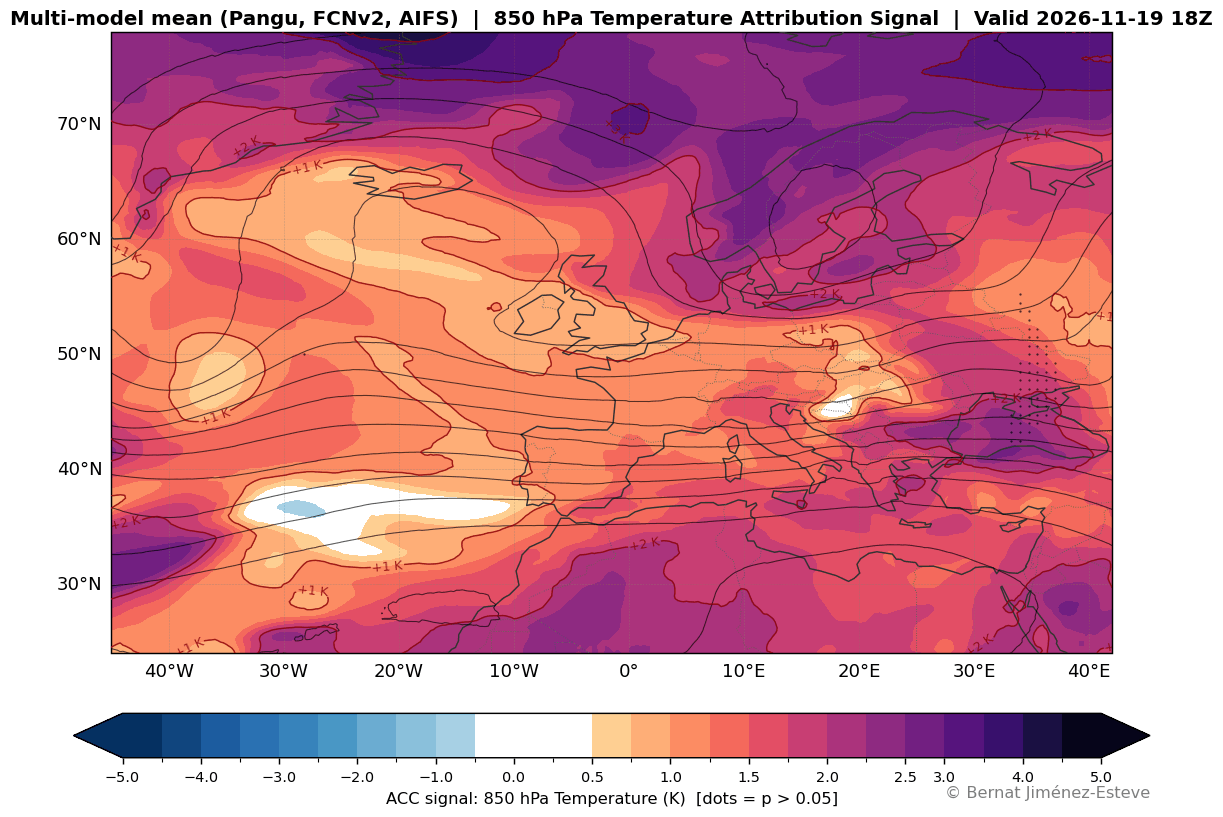 Multi-model mean (Pangu, FCNv2, AIFS) | 850 hPa Temperature Attribution Signal | Valid 2026-11-19 18Z
70°N
60°N
50°N
40°N
30°N
+2 K
+1 K
+2 K
+1 K
+2 K
+1 K
+1
+1 K
+2 K
+2 K
+2 K
+1 K
+1 K
+1 K
+2 K
40°W 30°W 20°W 10°W 0° 10°E 20°E 30°E 40°E
−5.0 −4.0 −3.0 −2.0 −1.0 0.0 0.5 1.0 1.5 2.0 2.5 3.0 4.0 5.0
ACC signal: 850 hPa Temperature (K) [dots = p > 0.05]
© Bernat Jiménez-Esteve